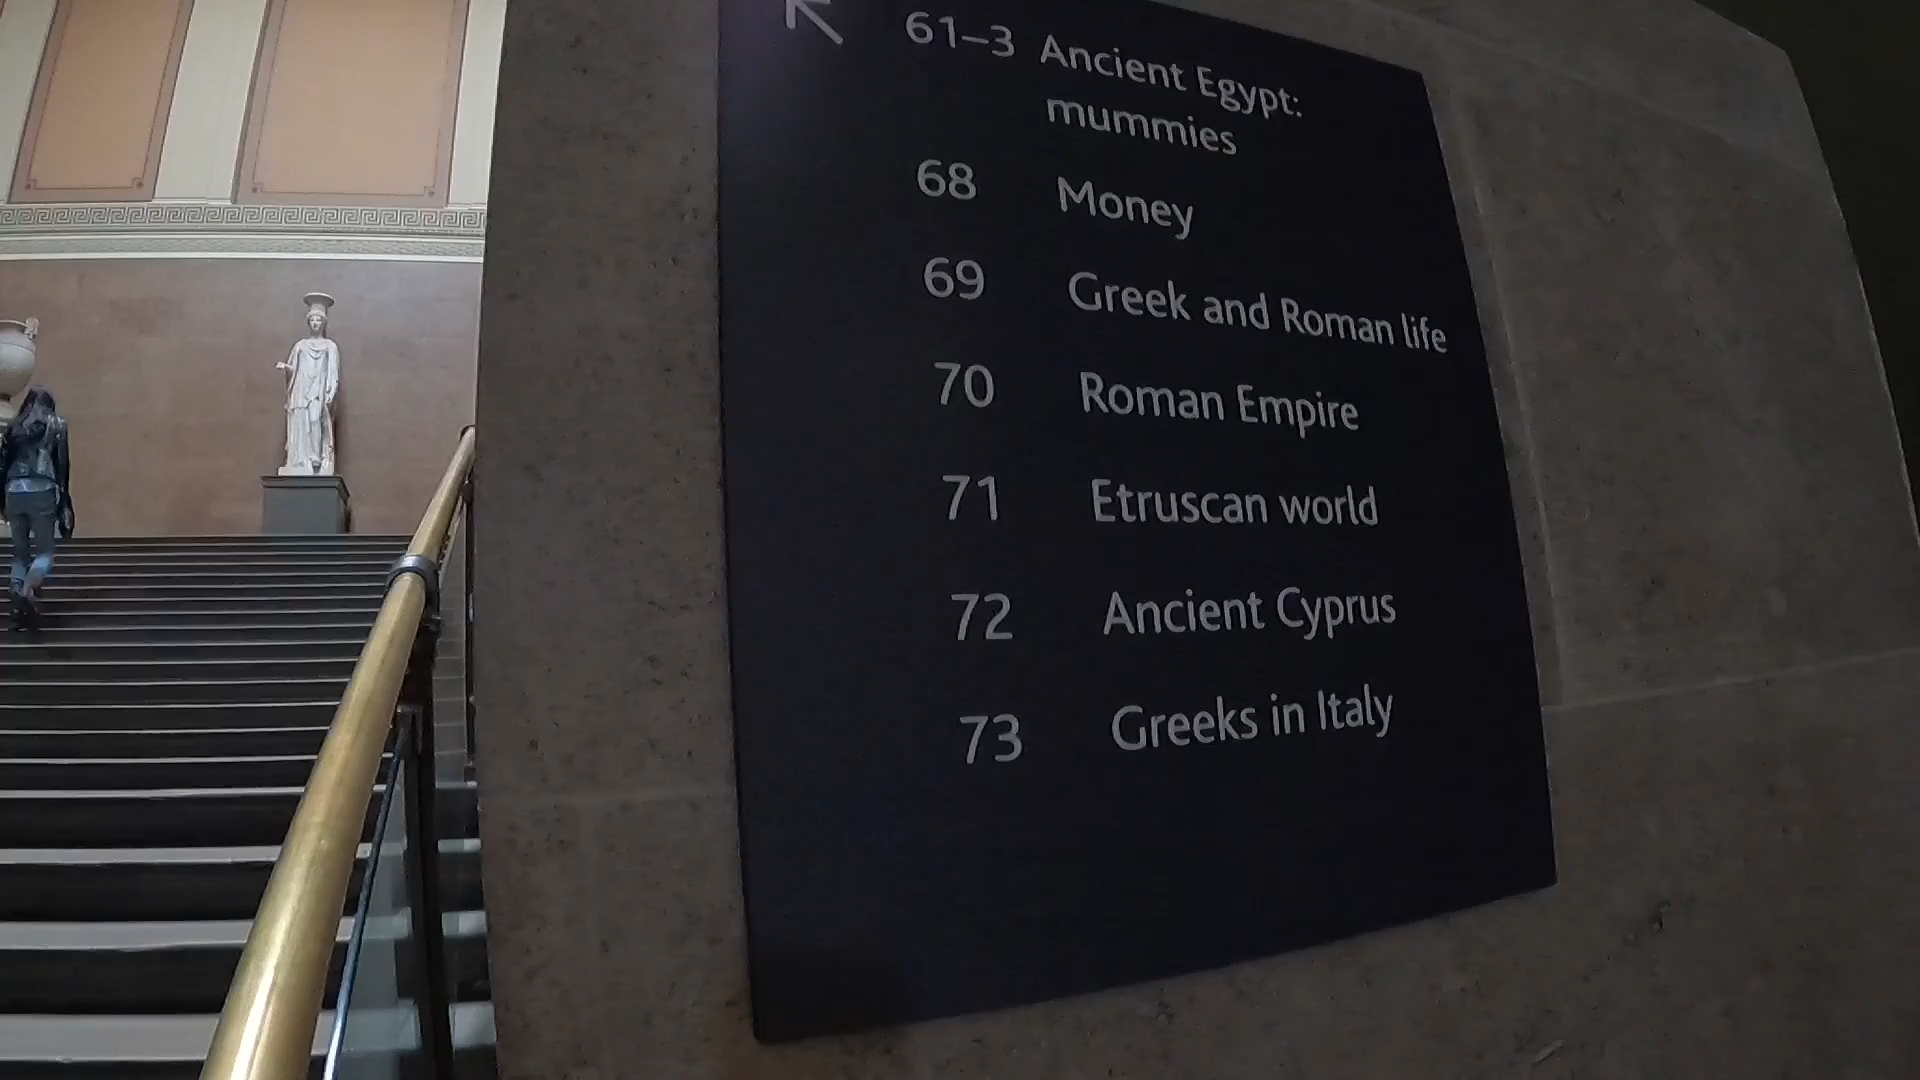 61–3 Ancient Egypt:
mummies
68 Money
69 Greek and Roman life
70 Roman Empire
71 Etruscan world
72 Ancient Cyprus
73 Greeks in Italy